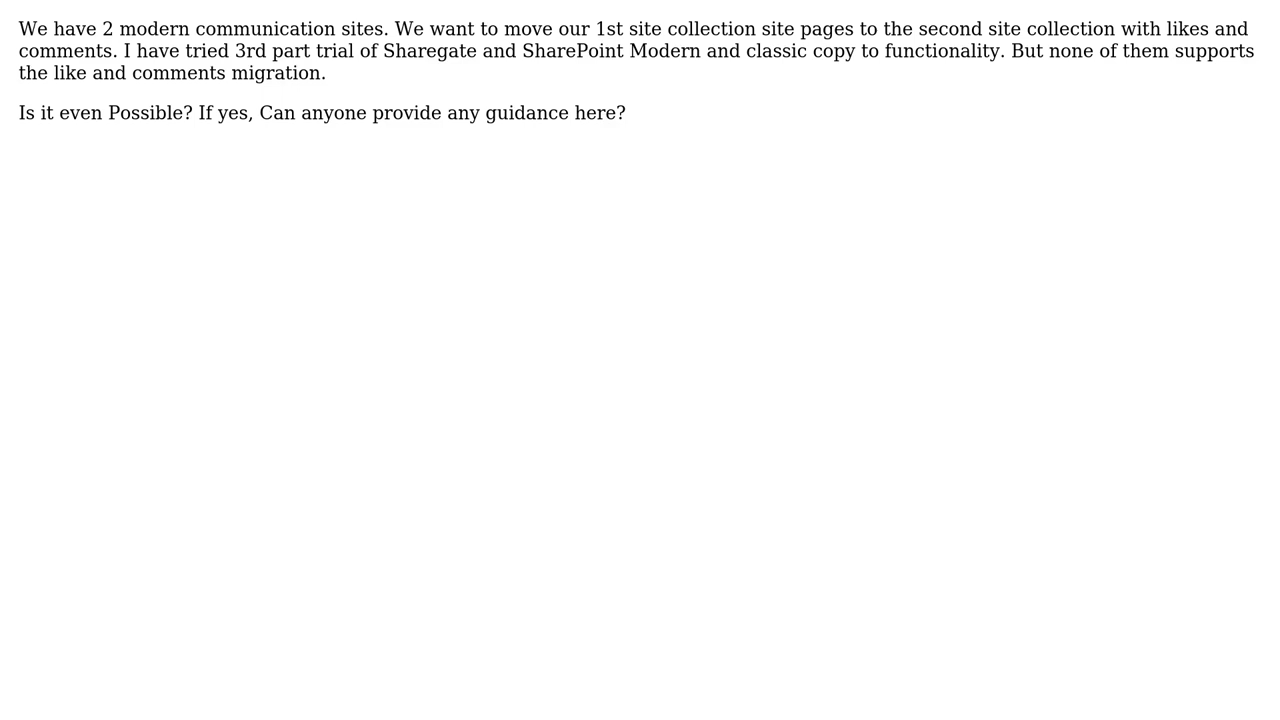 We have 2 modern communication sites. We want to move our 1st site collection site pages to the second site collection with likes and
comments. I have tried 3rd part trial of Sharegate and SharePoint Modern and classic copy to functionality. But none of them supports
the like and comments migration.
Is it even Possible? If yes, Can anyone provide any guidance here?